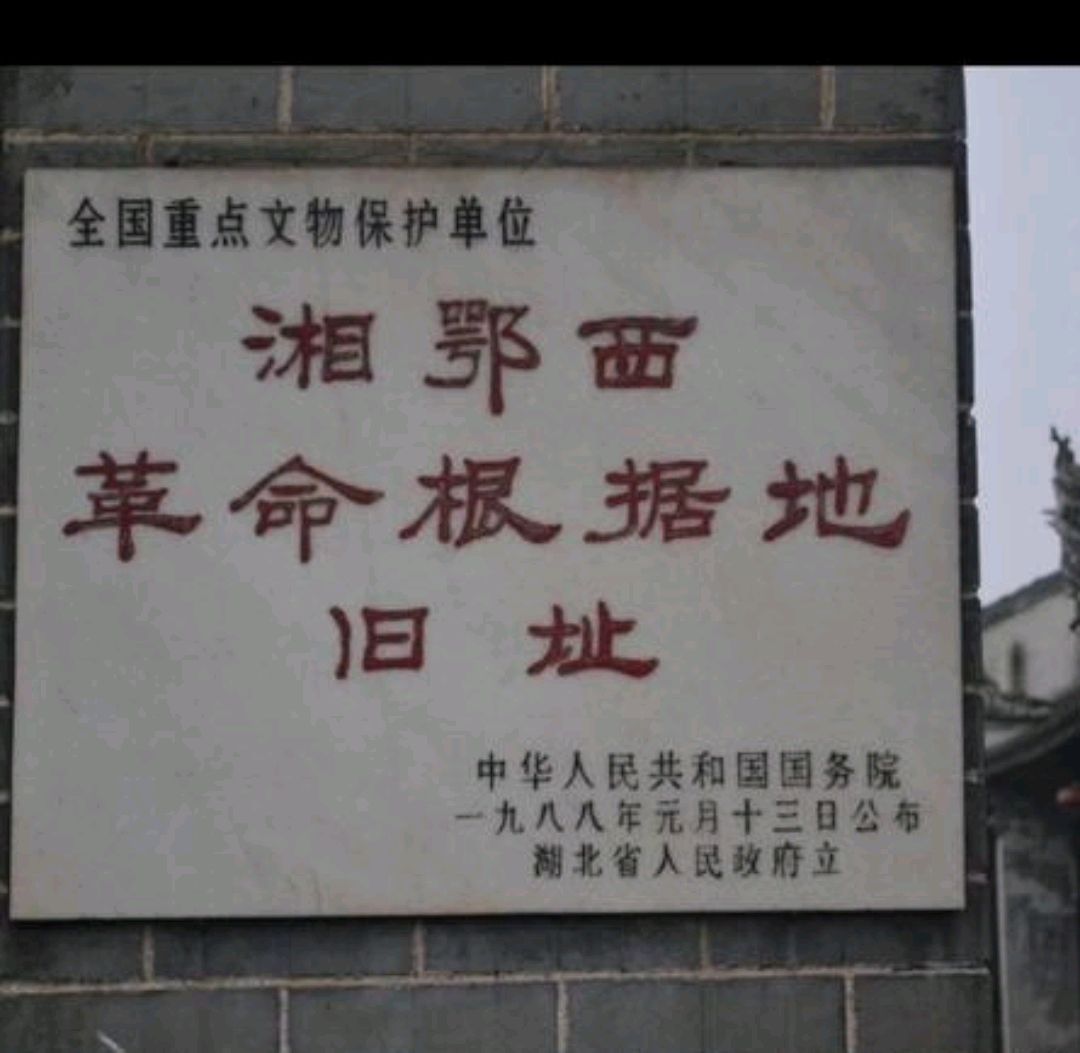 全国重点文物保护单位
湘鄂西
革命根据地
旧址
中华人民共和国国务院
一九八八年元月十三日公布
湖北省人民政府立